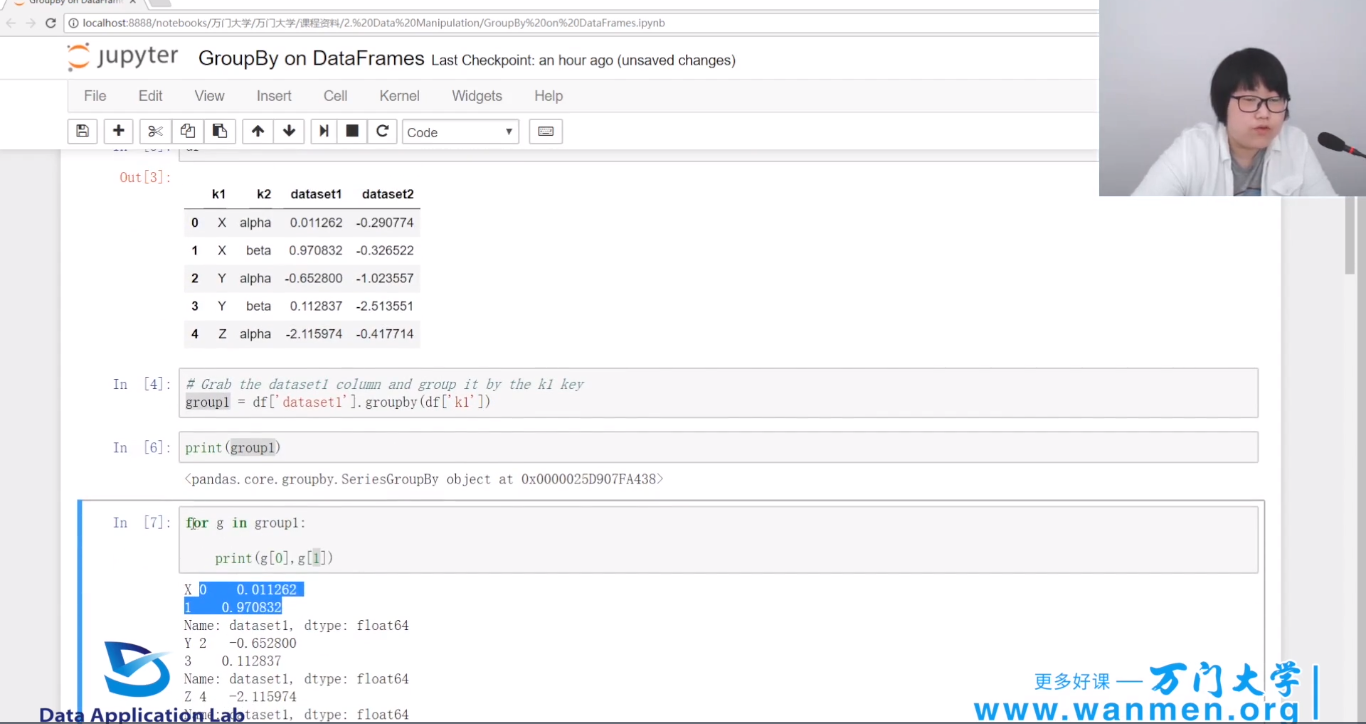 GroupBy on DataFram
localhost:8888/notebooks/万门大学/万门大学/课程资料/2.%20Data%20Manipulation/GroupBy%20on%20DataFrames.ipynb
jupyter GroupBy on DataFrames Last Checkpoint: an hour ago (unsaved changes)
File Edit View Insert Cell Kernel Widgets Help
Code
Out[3]:
k1 k2 dataset1 dataset2
0 X alpha 0.011262 -0.290774
1 X beta 0.970832 -0.326522
2 Y alpha -0.652800 -1.023557
3 Y beta 0.112837 -2.513551
4 Z alpha -2.115974 -0.417714
In [4]: # Grab the dataset1 column and group it by the k1 key
group1 = df['dataset1'].groupby(df['k1'])
In [6]: print(group1)
<pandas.core.groupby.SeriesGroupBy object at 0x0000025D907FA438>
In [7]: for g in group1:
print(g[0],g[1])
X 0 0.011262
1 0.970832
Name: dataset1, dtype: float64
Y 2 -0.652800
3 0.112837
Name: dataset1, dtype: float64
Z 4 -2.115974
Name: dataset1, dtype: float64
Data Application Lab
更多好课 — 万门大学
www.wanmen.org